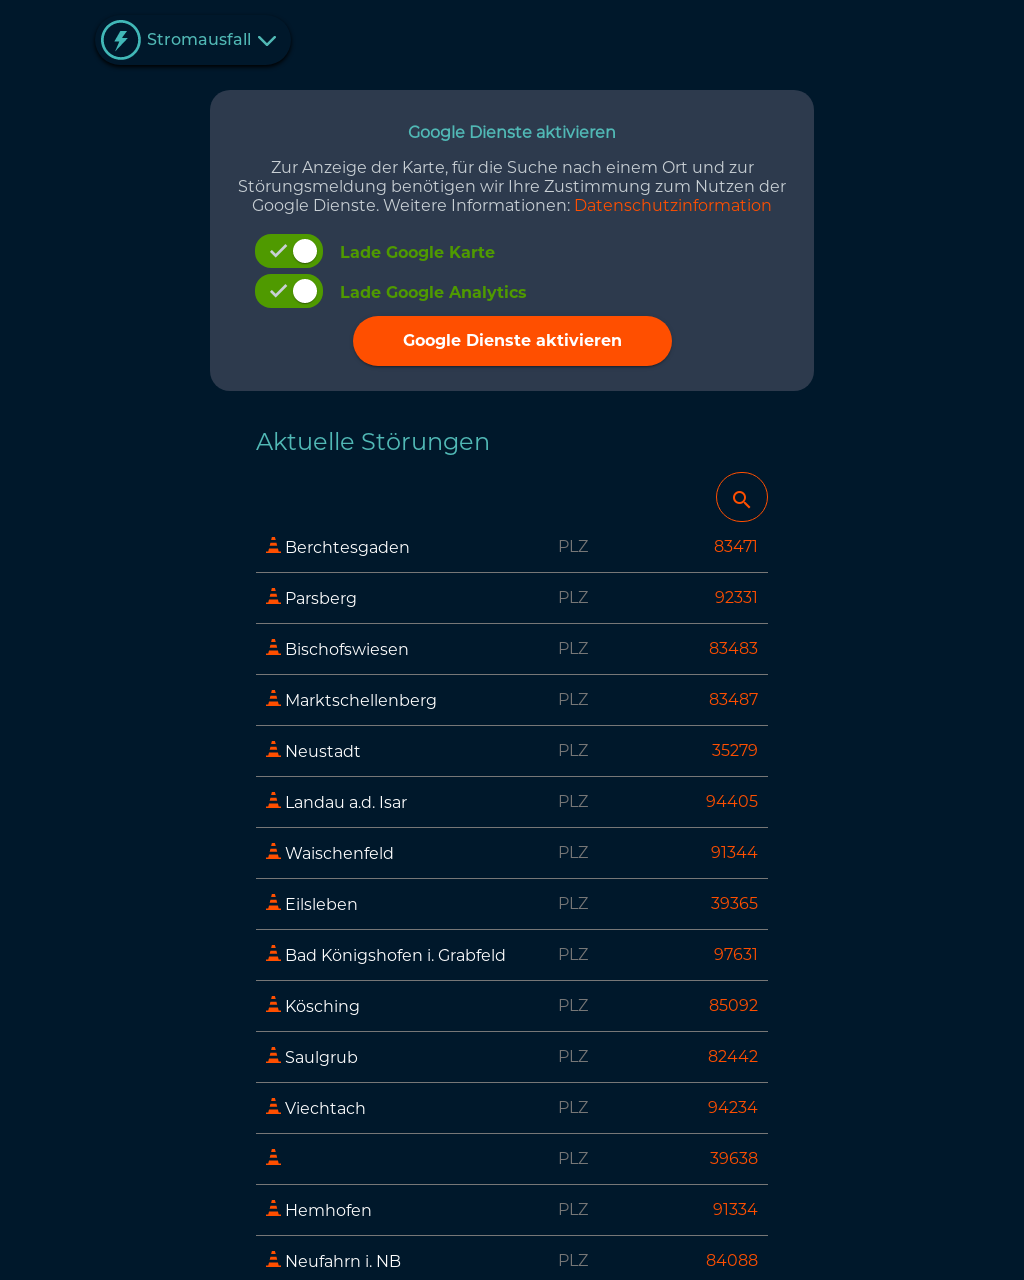 Stromausfall
Google Dienste aktivieren
Zur Anzeige der Karte, für die Suche nach einem Ort und zur
Störungsmeldung benötigen wir Ihre Zustimmung zum Nutzen der
Google Dienste. Weitere Informationen: Datenschutzinformation
Lade Google Karte
Lade Google Analytics
Google Dienste aktivieren
Aktuelle Störungen
Berchtesgaden PLZ 83471
Parsberg PLZ 92331
Bischofswiesen PLZ 83483
Marktschellenberg PLZ 83487
Neustadt PLZ 35279
Landau a.d. Isar PLZ 94405
Waischenfeld PLZ 91344
Eilsleben PLZ 39365
Bad Königshofen i. Grabfeld PLZ 97631
Kösching PLZ 85092
Saulgrub PLZ 82442
Viechtach PLZ 94234
PLZ 39638
Hemhofen PLZ 91334
Neufahrn i. NB PLZ 84088